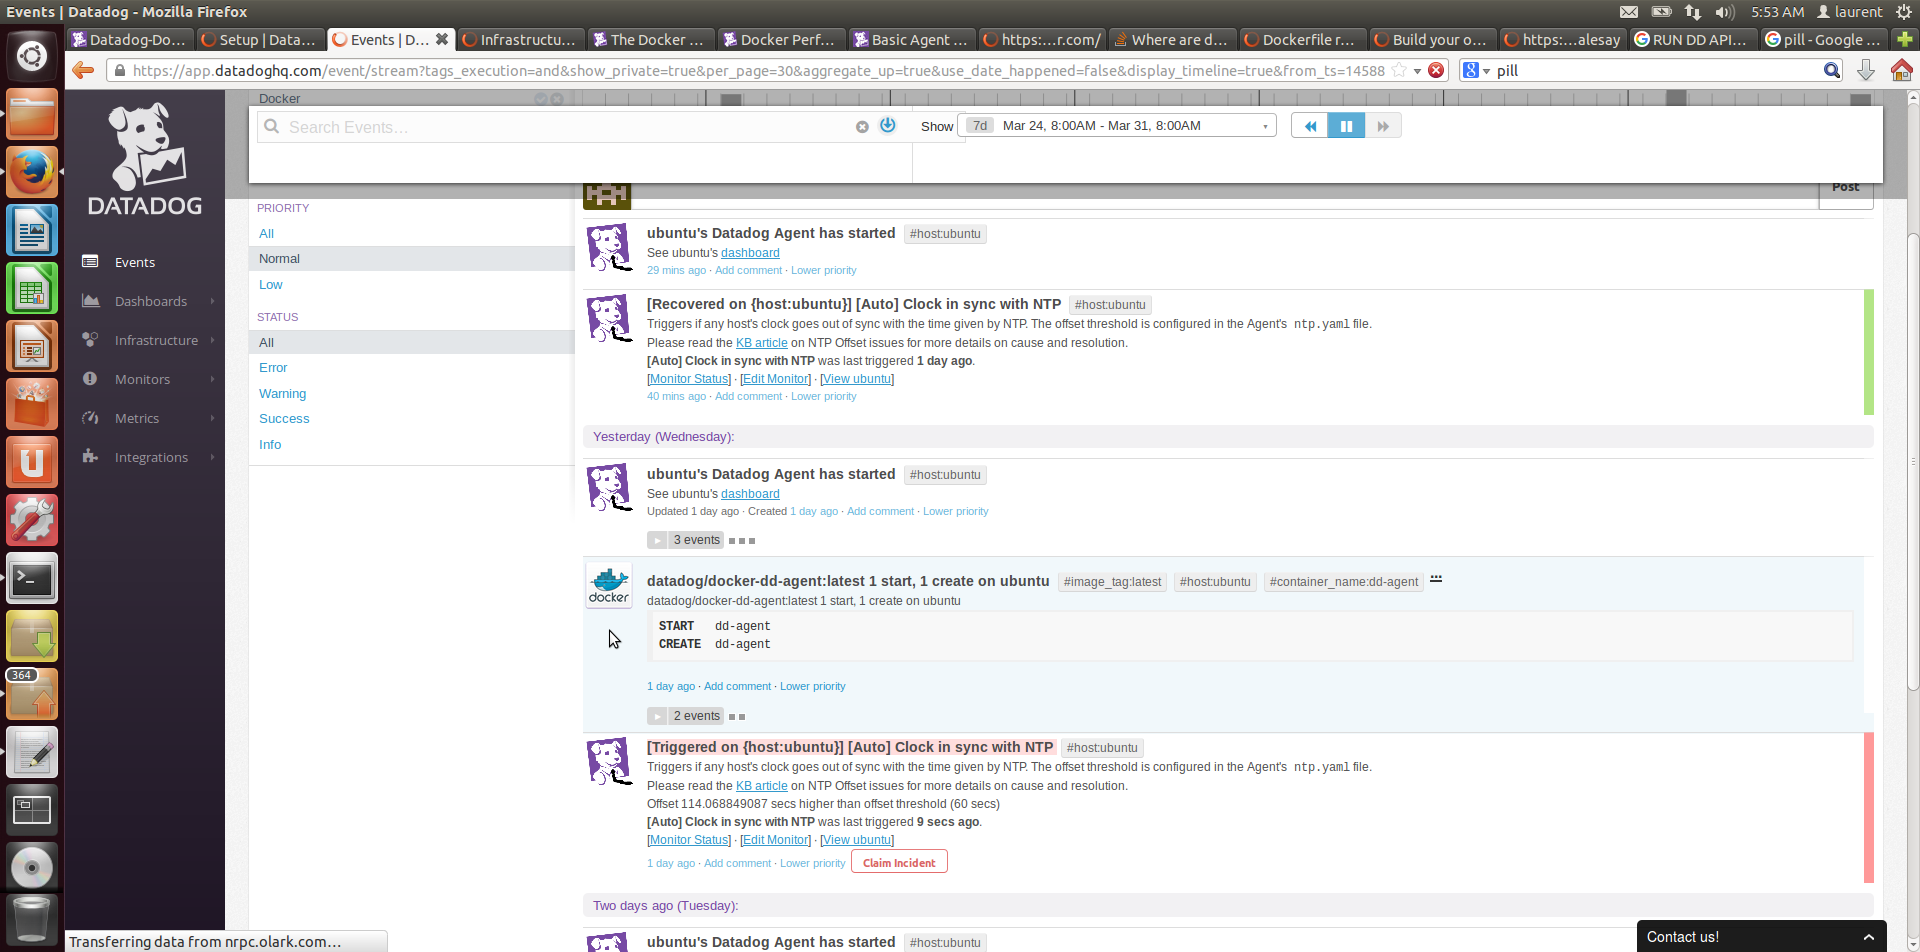 Events | Datadog - Mozilla Firefox
5:53 AM laurent
Datadog-Do...
Setup | Data...
Events | D...
Infrastructu...
The Docker ...
Docker Perf...
Basic Agent ...
https:...r.com/
Where are d...
Dockerfile r...
Build your o...
https:...alesay
RUN DD API...
pill - Google ...
https://app.datadoghq.com/event/stream?tags_execution=and&show_private=true&per_page=30&aggregate_up=true&use_date_happened=false&display_timeline=true&from_ts=14588
8 pill
Docker
Search Events...
Show 7d Mar 24, 8:00AM - Mar 31, 8:00AM
Post
DATADOG
Events
Dashboards
Infrastructure
Monitors
Metrics
Integrations
PRIORITY
All
Normal
Low
STATUS
All
Error
Warning
Success
Info
ubuntu's Datadog Agent has started #host:ubuntu
See ubuntu's dashboard
29 mins ago · Add comment · Lower priority
[Recovered on {host:ubuntu}] [Auto] Clock in sync with NTP #host:ubuntu
Triggers if any host's clock goes out of sync with the time given by NTP. The offset threshold is configured in the Agent's ntp.yaml file.
Please read the KB article on NTP Offset issues for more details on cause and resolution.
[Auto] Clock in sync with NTP was last triggered 1 day ago.
[Monitor Status] · [Edit Monitor] · [View ubuntu]
40 mins ago · Add comment · Lower priority
Yesterday (Wednesday):
ubuntu's Datadog Agent has started #host:ubuntu
See ubuntu's dashboard
Updated 1 day ago · Created 1 day ago · Add comment · Lower priority
3 events
docker
datadog/docker-dd-agent:latest 1 start, 1 create on ubuntu #image_tag:latest #host:ubuntu #container_name:dd-agent
datadog/docker-dd-agent:latest 1 start, 1 create on ubuntu
START dd-agent
CREATE dd-agent
1 day ago · Add comment · Lower priority
2 events
[Triggered on {host:ubuntu}] [Auto] Clock in sync with NTP #host:ubuntu
Triggers if any host's clock goes out of sync with the time given by NTP. The offset threshold is configured in the Agent's ntp.yaml file.
Please read the KB article on NTP Offset issues for more details on cause and resolution.
Offset 114.068849087 secs higher than offset threshold (60 secs)
[Auto] Clock in sync with NTP was last triggered 9 secs ago.
[Monitor Status] · [Edit Monitor] · [View ubuntu]
1 day ago · Add comment · Lower priority Claim Incident
Two days ago (Tuesday):
ubuntu's Datadog Agent has started #host:ubuntu
364
Transferring data from nrpc.olark.com...
Contact us!